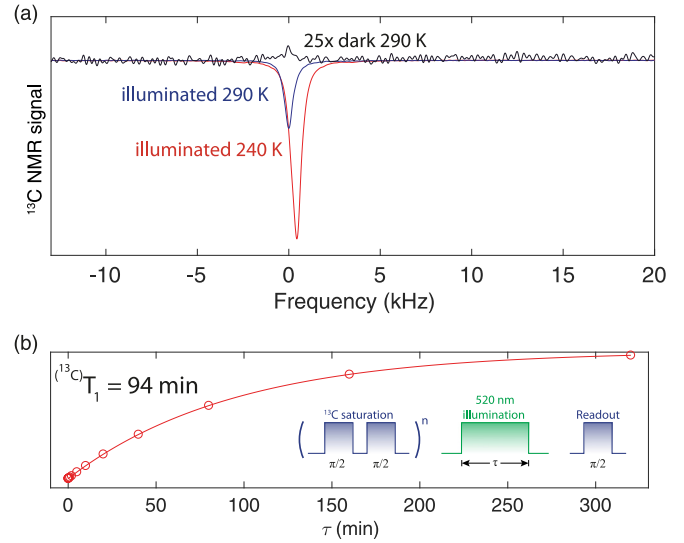 (a)
25x dark 290 K
illuminated 290 K
illuminated 240 K
¹³C NMR signal
-10 -5 0 5 10 15 20
Frequency (kHz)
(b)
(¹³C)T₁ = 94 min
( ¹³C saturation )ⁿ
π/2 π/2
520 nm
illumination
τ
Readout
π/2
0 50 100 150 200 250 300
τ (min)